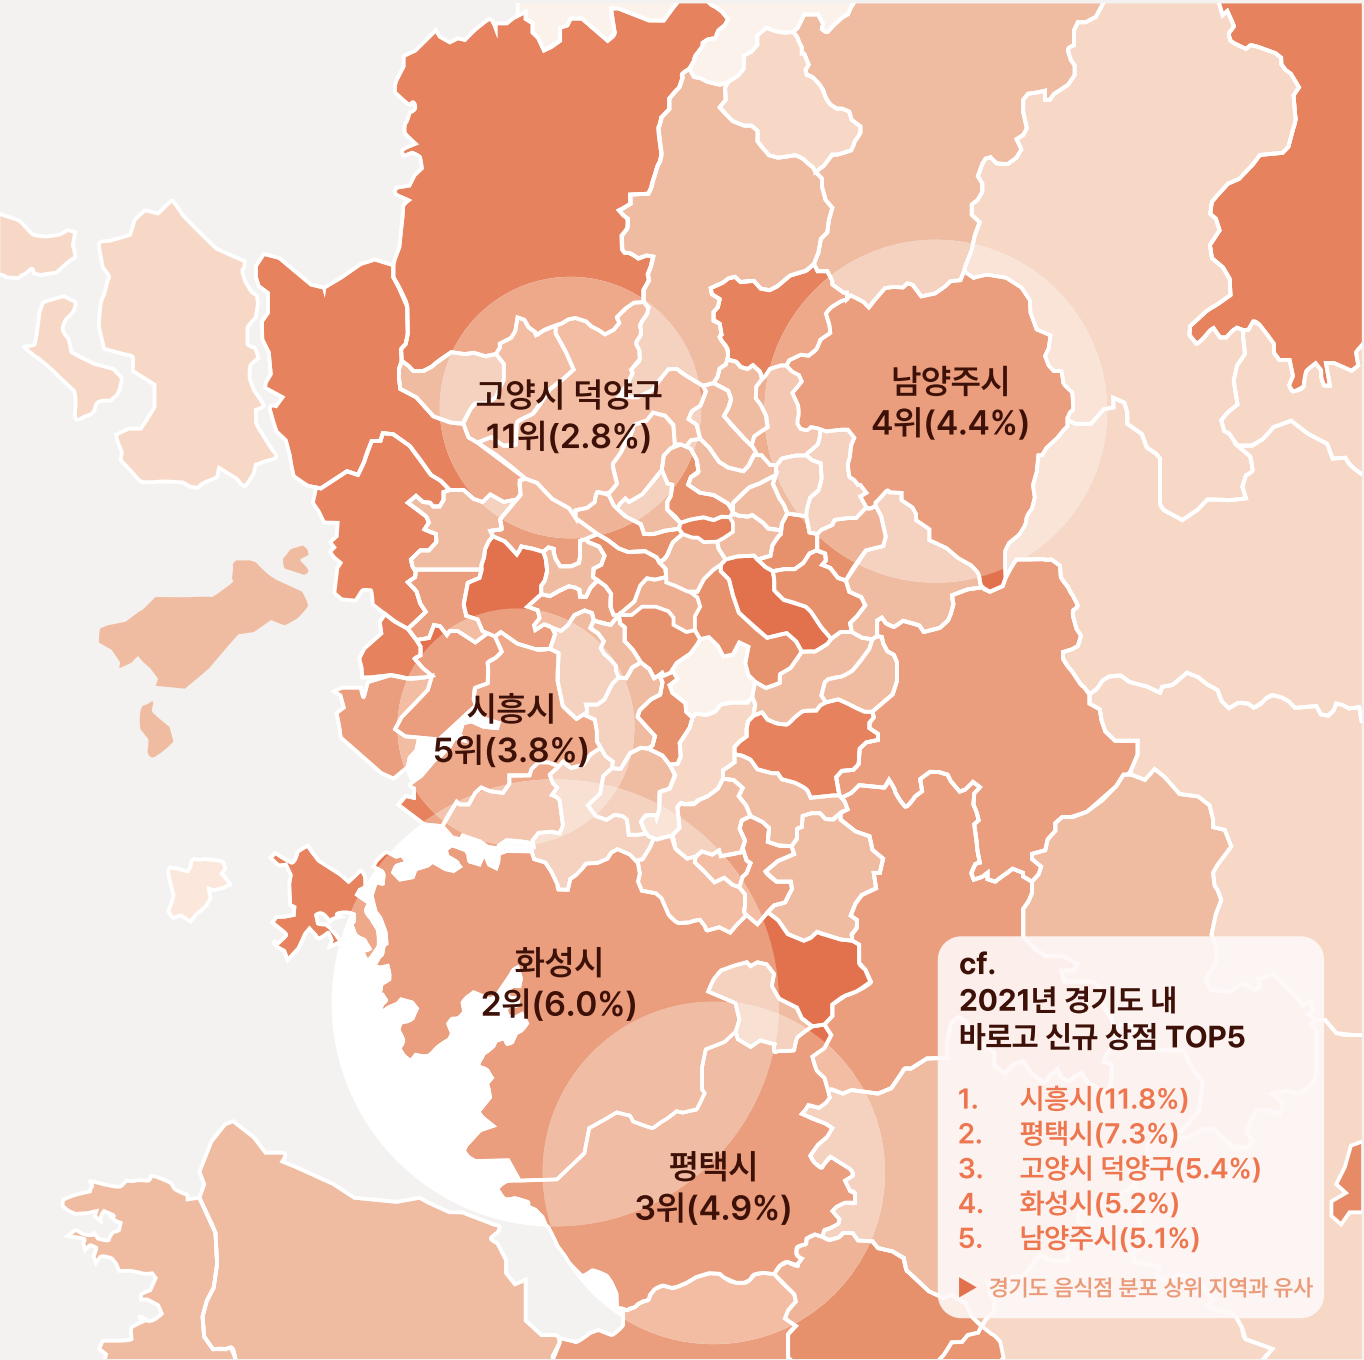 고양시 덕양구
11위(2.8%)
남양주시
4위(4.4%)
시흥시
5위(3.8%)
화성시
2위(6.0%)
평택시
3위(4.9%)
cf.
2021년 경기도 내
바로고 신규 상점 TOP5
1. 시흥시(11.8%)
2. 평택시(7.3%)
3. 고양시 덕양구(5.4%)
4. 화성시(5.2%)
5. 남양주시(5.1%)
▶ 경기도 음식점 분포 상위 지역과 유사